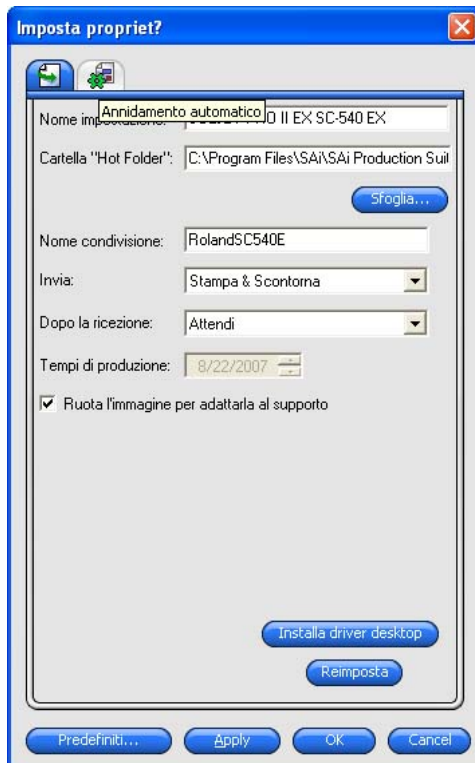 Imposta propriet?
Annidamento automatico
Nome impostazione: O II EX SC-540 EX
Cartella "Hot Folder": C:\Program Files\SAi\SAi Production Suit
Sfoglia...
Nome condivisione: RolandSC540E
Invia: Stampa & Scontorna
Dopo la ricezione: Attendi
Tempi di produzione: 8/22/2007
Ruota l'immagine per adattarla al supporto
Installa driver desktop
Reimposta
Predefiniti... Apply OK Cancel